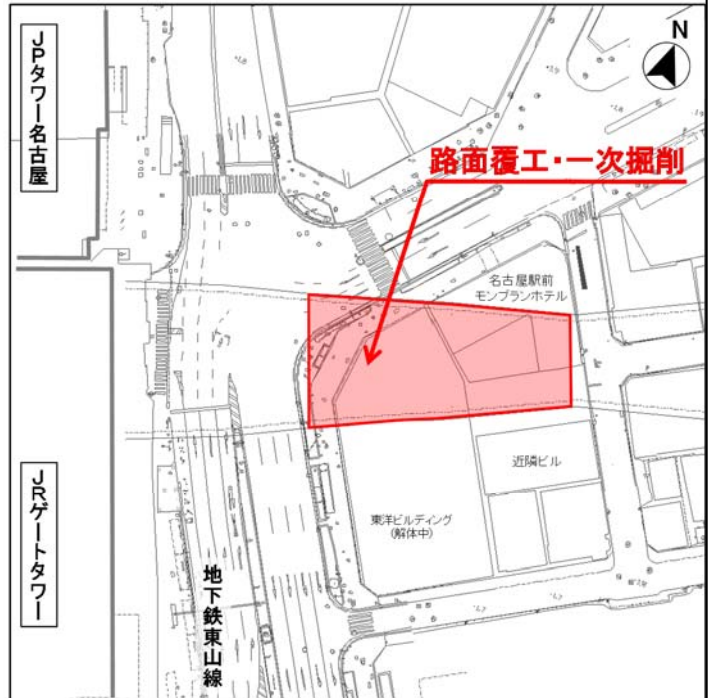 JPタワー名古屋
N
路面覆工・一次掘削
名古屋駅前
モンブランホテル
近隣ビル
東洋ビルディング
(解体中)
JRゲートタワー
地下鉄東山線